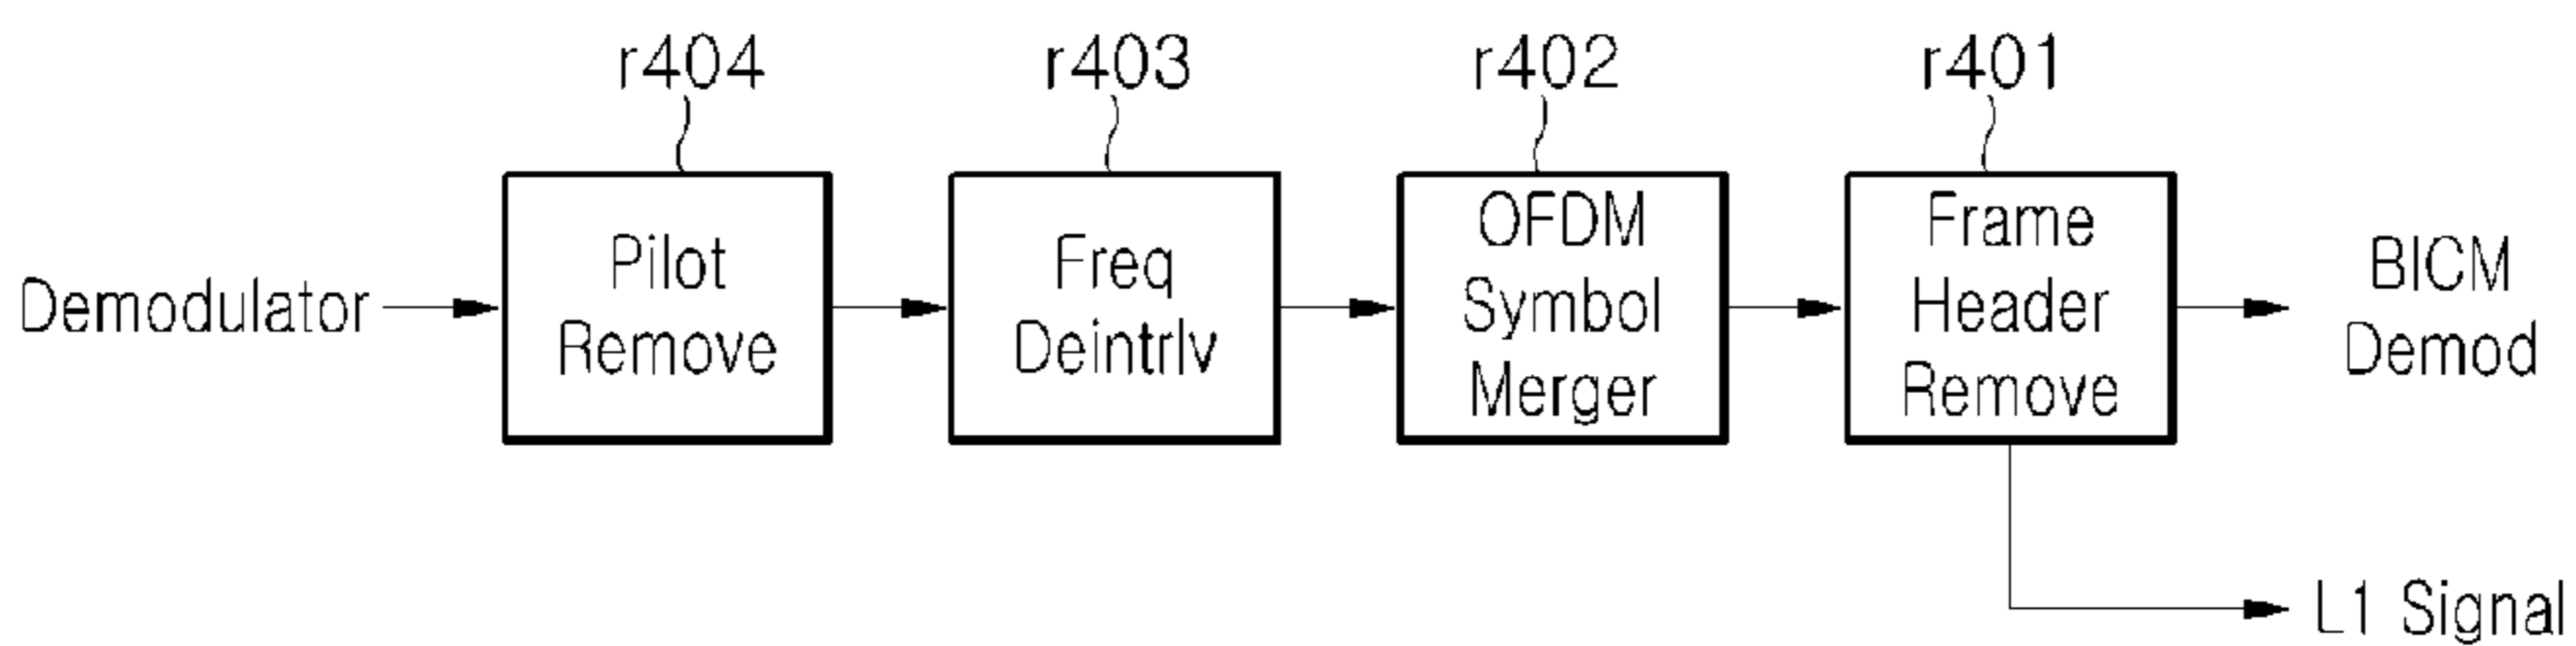 r404
r403
r402
r401
Demodulator
Pilot
Remove
Freq
Deintrlv
OFDM
Symbol
Merger
Frame
Header
Remove
BICM
Demod
L1 Signal